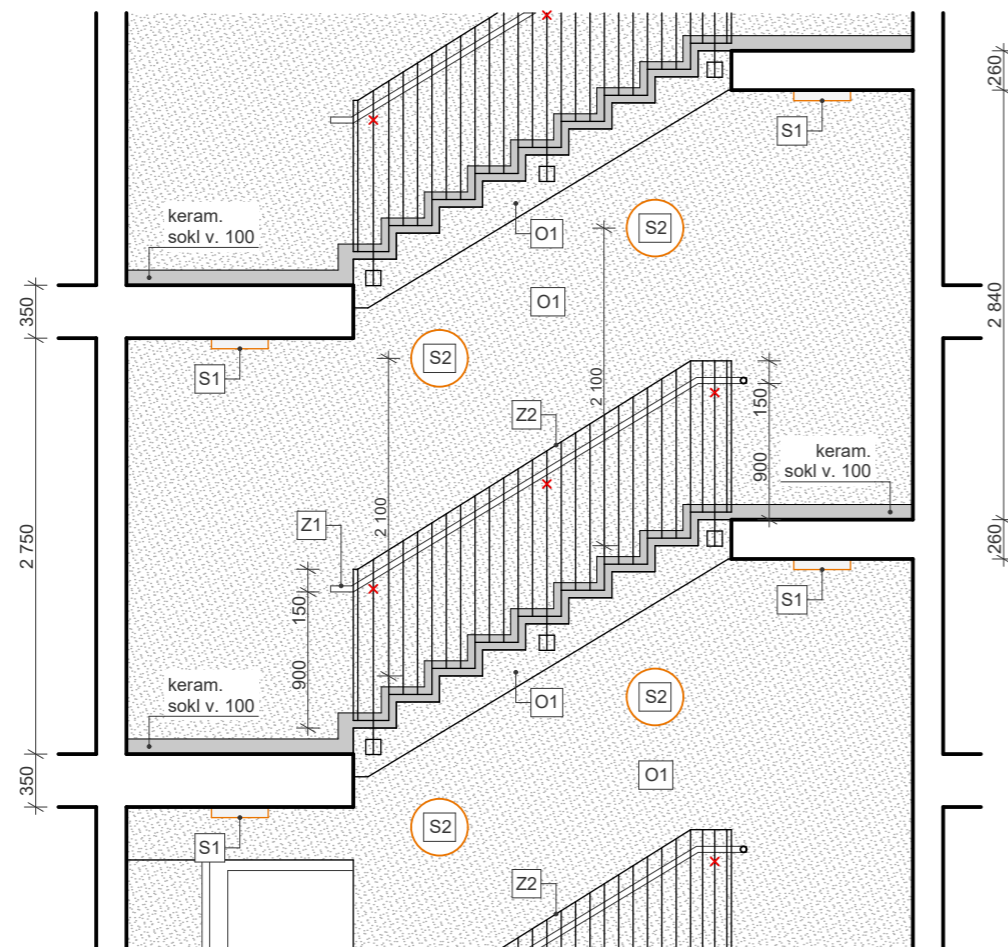 260
S1
keram.
sokl v. 100
O1
S2
350
O1
2 840
S2
S1
2 100
150
Z2
keram.
sokl v. 100
900
2 100
Z1
2 750
260
S1
150
900
keram.
sokl v. 100
O1
S2
350
O1
S2
S1
Z2